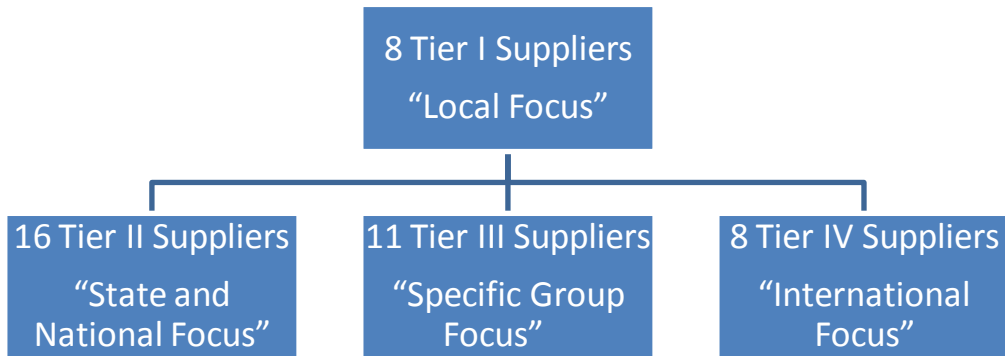 8 Tier I Suppliers
“Local Focus”
16 Tier II Suppliers
“State and
National Focus”
11 Tier III Suppliers
“Specific Group
Focus”
8 Tier IV Suppliers
“International
Focus”